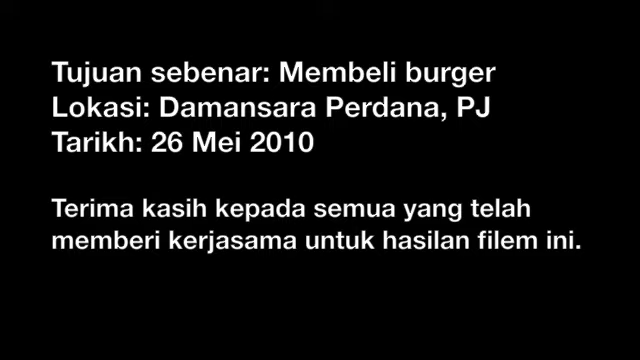 Tujuan sebenar: Membeli burger
Lokasi: Damansara Perdana, PJ
Tarikh: 26 Mei 2010
Terima kasih kepada semua yang telah
memberi kerjasama untuk hasilan filem ini.